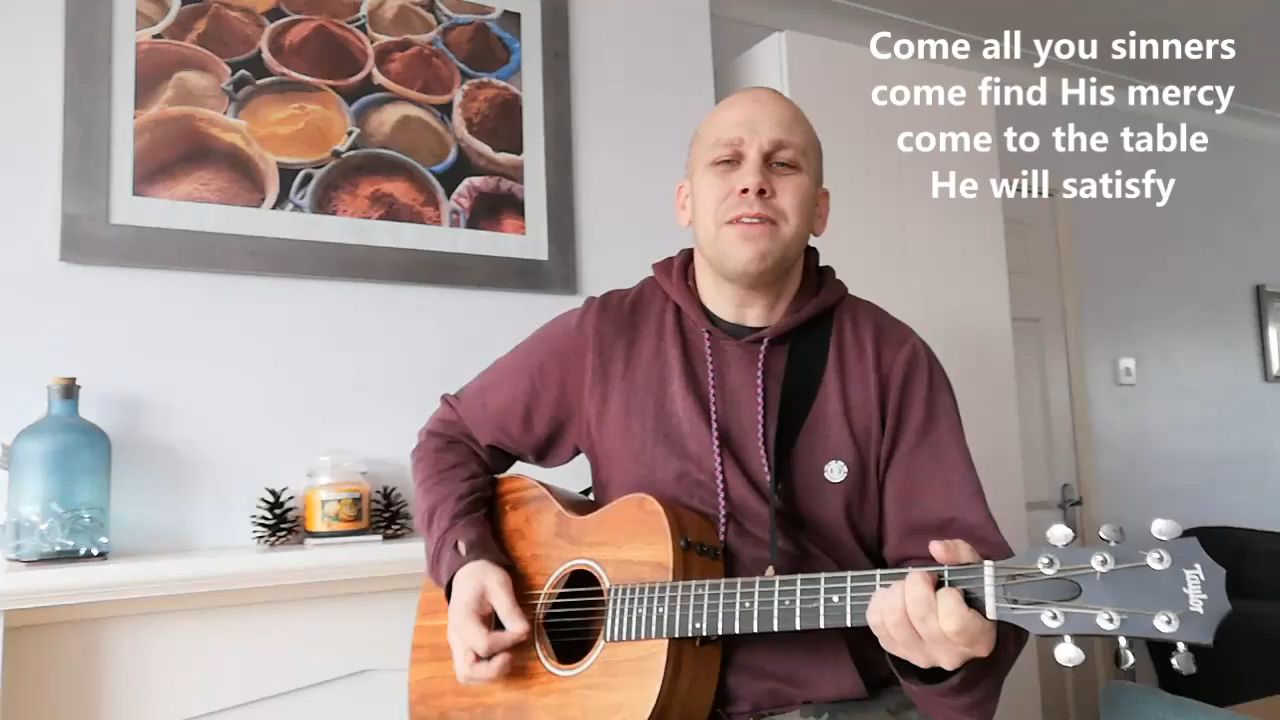 Come all you sinners
come find His mercy
come to the table
He will satisfy
Taylor